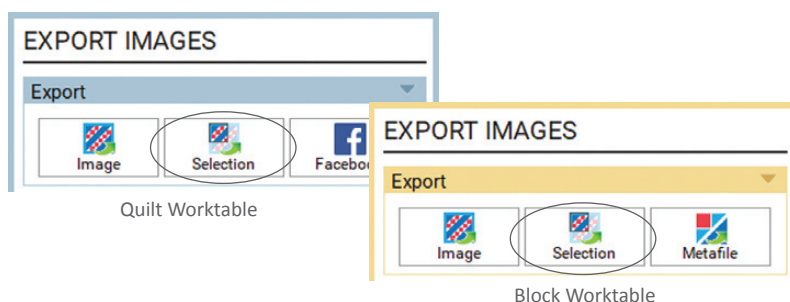 EXPORT IMAGES
Export
Image Selection
Quilt Worktable
EXPORT IMAGES
Export
Image Selection Metafile
Block Worktable